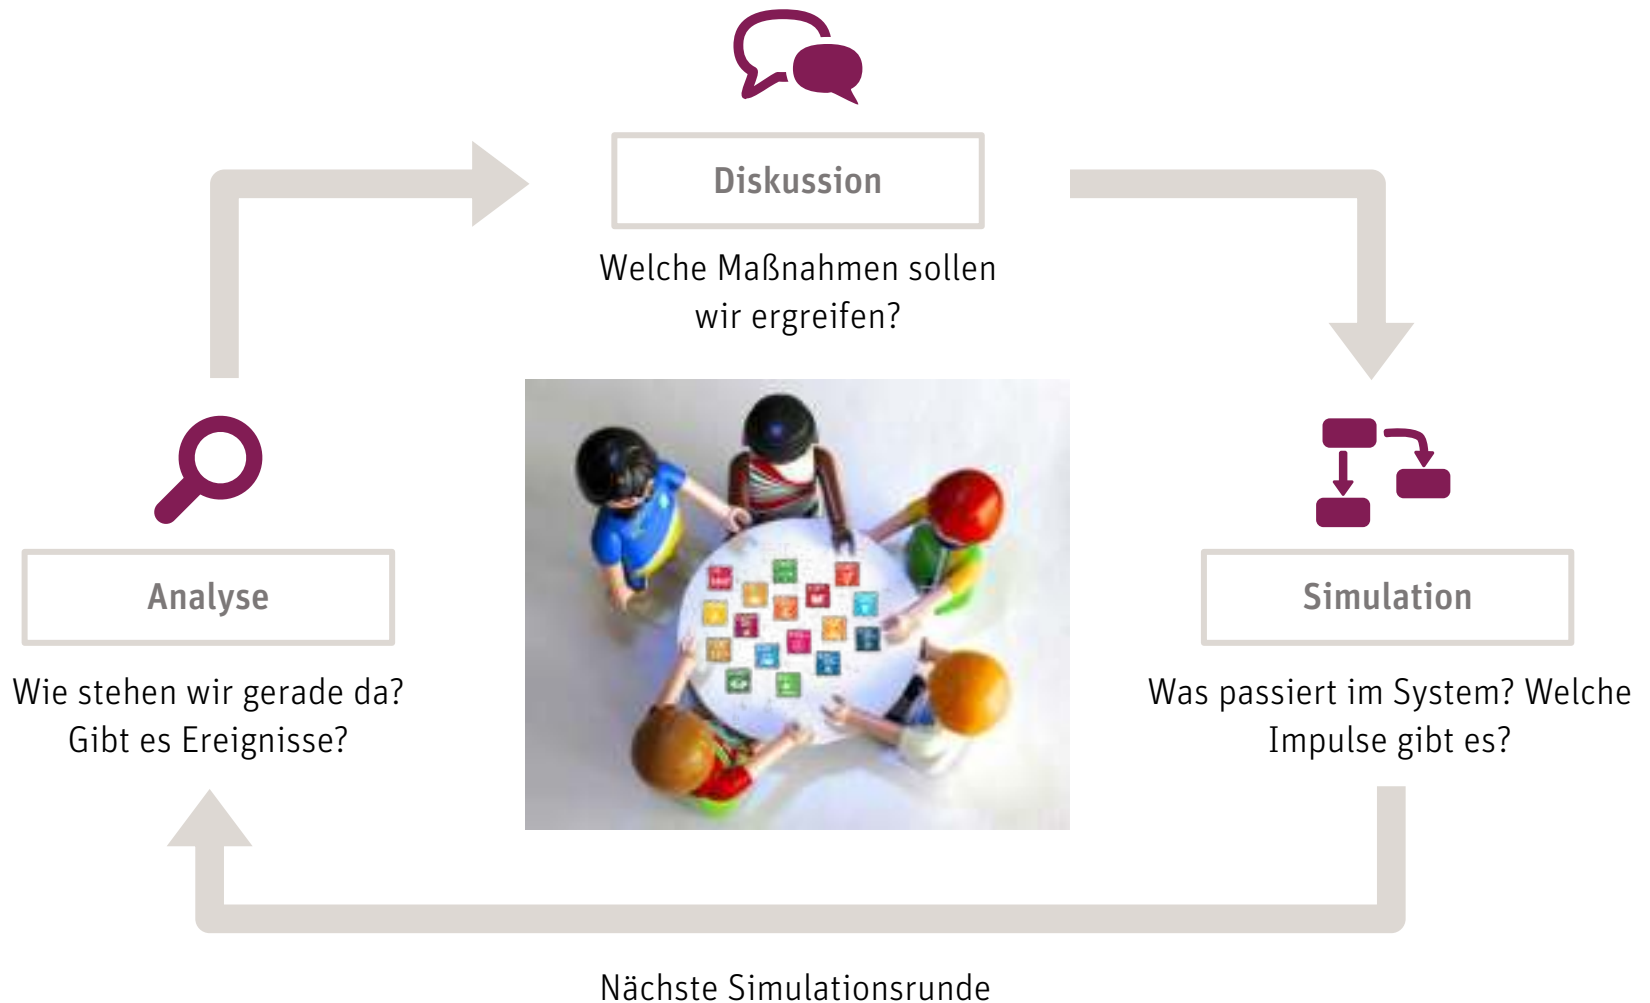 Diskussion
Welche Maßnahmen sollen
wir ergreifen?
Analyse
Wie stehen wir gerade da?
Gibt es Ereignisse?
Simulation
Was passiert im System? Welche
Impulse gibt es?
Nächste Simulationsrunde